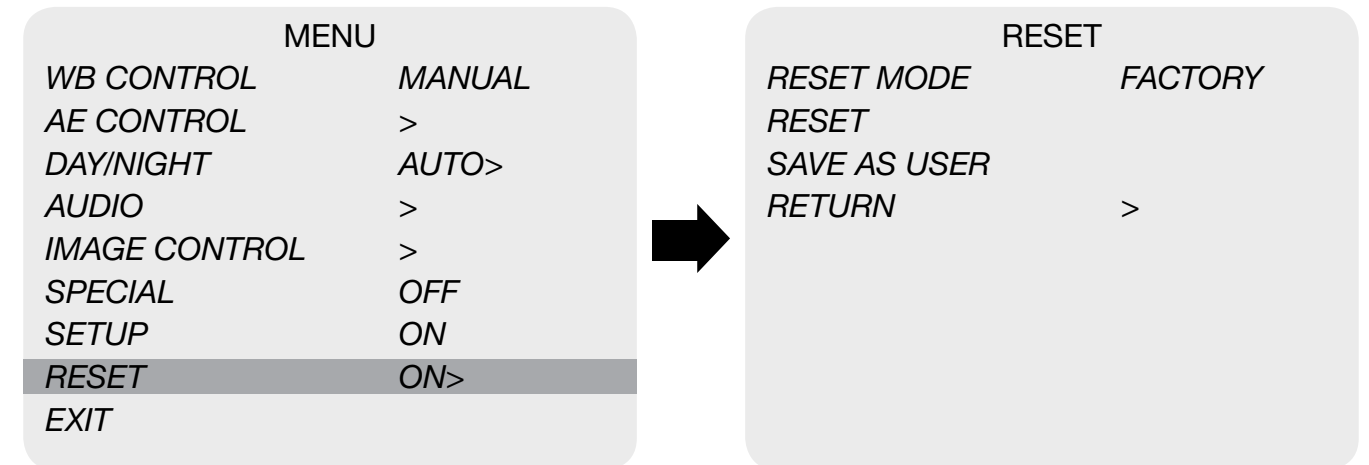 MENU
WB CONTROL MANUAL
AE CONTROL >
DAY/NIGHT AUTO>
AUDIO >
IMAGE CONTROL >
SPECIAL OFF
SETUP ON
RESET ON>
EXIT
RESET
RESET MODE FACTORY
RESET
SAVE AS USER
RETURN >